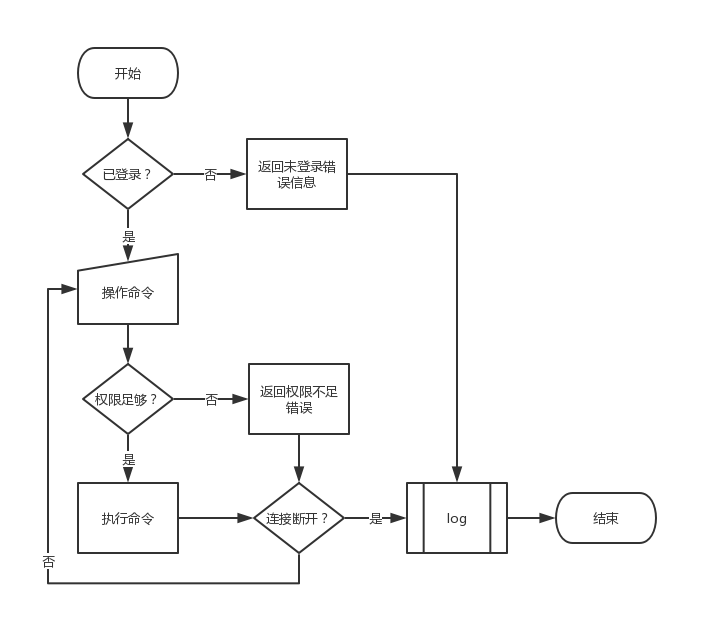 开始
已登录？
否
返回未登录错
误信息
是
操作命令
权限足够？
否
返回权限不足
错误
是
执行命令
连接断开？
是
log
结束
否